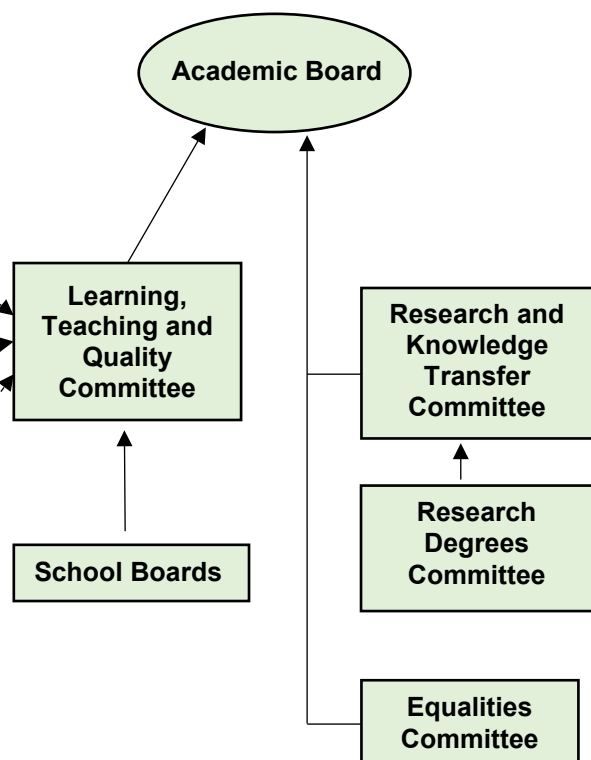 Academic Board
Learning,
Teaching and
Quality
Committee
Research and
Knowledge
Transfer
Committee
School Boards
Research
Degrees
Committee
Equalities
Committee